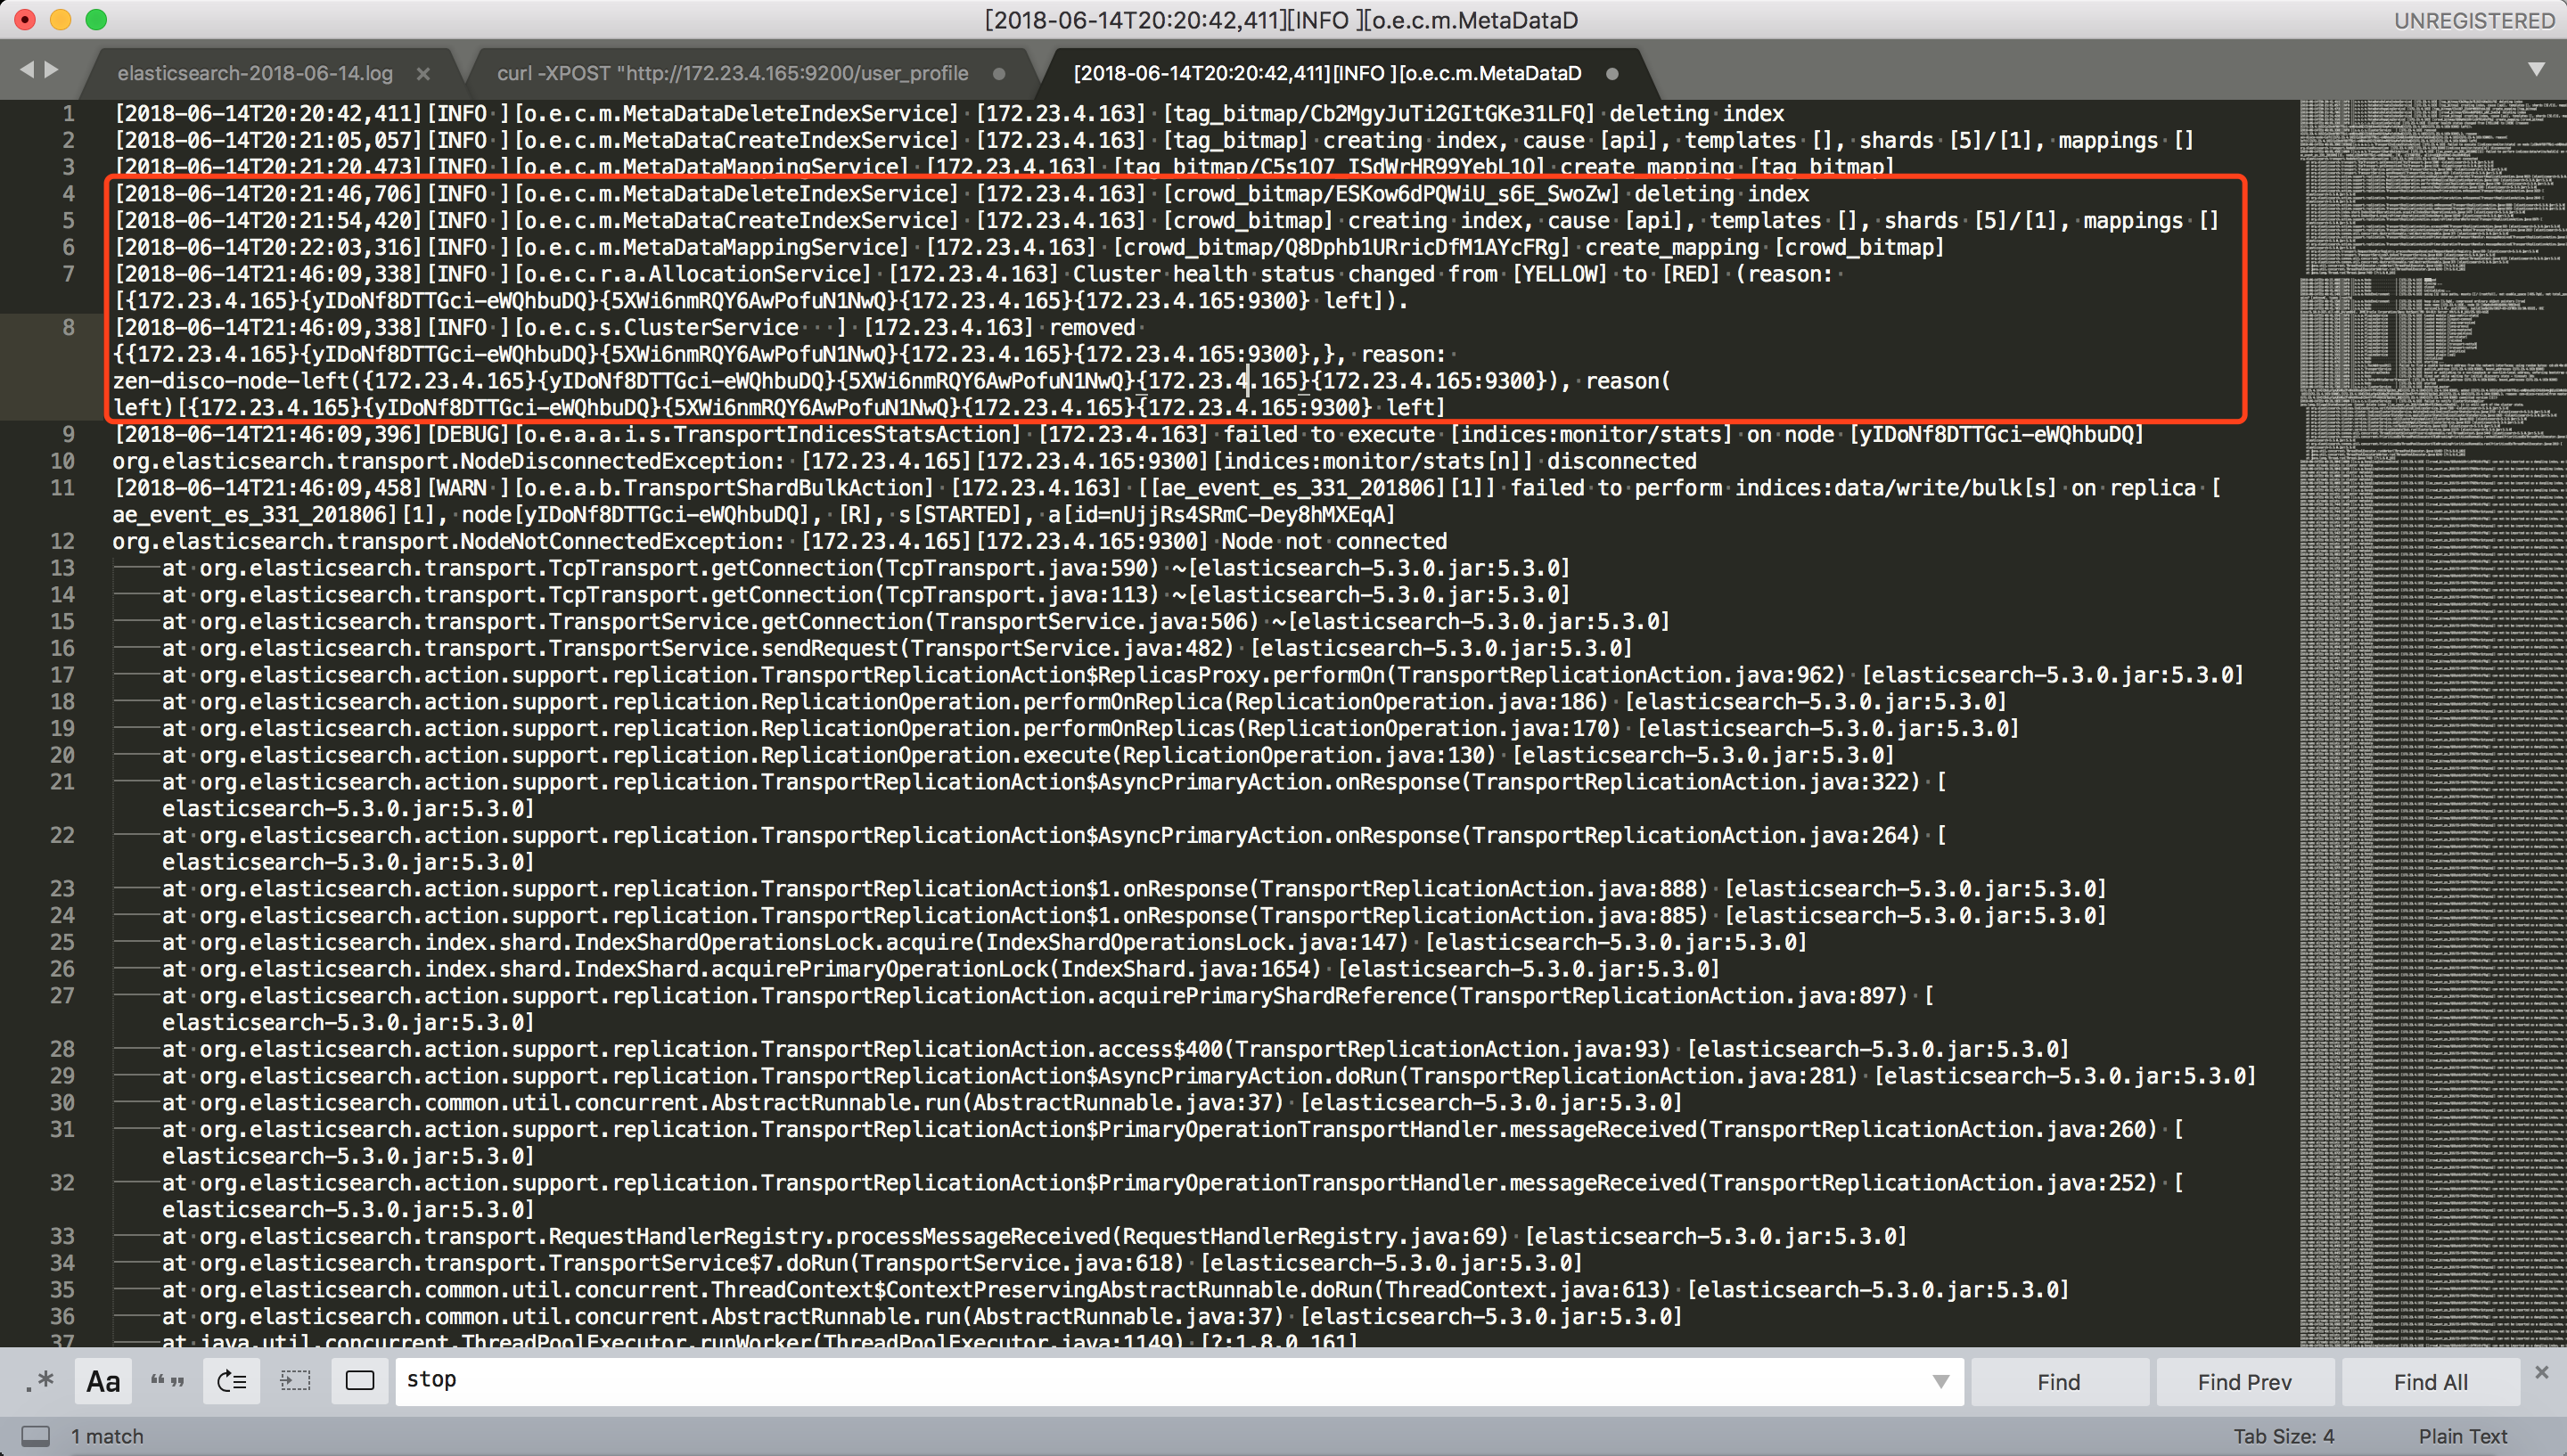 [2018-06-14T20:20:42,411][INFO ][o.e.c.m.MetaDataD
UNREGISTERED
elasticsearch-2018-06-14.log
curl -XPOST "http://172.23.4.165:9200/user_profile
[2018-06-14T20:20:42,411][INFO ][o.e.c.m.MetaDataD
1 [2018-06-14T20:20:42,411][INFO ][o.e.c.m.MetaDataDeleteIndexService] [172.23.4.163] [tag_bitmap/Cb2MgyJuTi2GItGKe31LFQ] deleting index
2 [2018-06-14T20:21:05,057][INFO ][o.e.c.m.MetaDataCreateIndexService] [172.23.4.163] [tag_bitmap] creating index, cause [api], templates [], shards [5]/[1], mappings []
3 [2018-06-14T20:21:20,473][INFO ][o.e.c.m.MetaDataMappingService] [172.23.4.163] [tag_bitmap/C5s1O7_ISdWrHR99YebL1Q] create_mapping [tag_bitmap]
4 [2018-06-14T20:21:46,706][INFO ][o.e.c.m.MetaDataDeleteIndexService] [172.23.4.163] [crowd_bitmap/ESKow6dPQWiU_s6E_SwoZw] deleting index
5 [2018-06-14T20:21:54,420][INFO ][o.e.c.m.MetaDataCreateIndexService] [172.23.4.163] [crowd_bitmap] creating index, cause [api], templates [], shards [5]/[1], mappings []
6 [2018-06-14T20:22:03,316][INFO ][o.e.c.m.MetaDataMappingService] [172.23.4.163] [crowd_bitmap/Q8Dphb1URricDfM1AYcFRg] create_mapping [crowd_bitmap]
7 [2018-06-14T21:46:09,338][INFO ][o.e.c.r.a.AllocationService] [172.23.4.163] Cluster health status changed from [YELLOW] to [RED] (reason:
[{172.23.4.165}{yIDoNf8DTTGci-eWQhbuDQ}{5XWi6nmRQY6AwPofuN1NwQ}{172.23.4.165}{172.23.4.165:9300} left]).
8 [2018-06-14T21:46:09,338][INFO ][o.e.c.s.ClusterService   ] [172.23.4.163] removed
{{172.23.4.165}{yIDoNf8DTTGci-eWQhbuDQ}{5XWi6nmRQY6AwPofuN1NwQ}{172.23.4.165}{172.23.4.165:9300},}, reason:
zen-disco-node-left({172.23.4.165}{yIDoNf8DTTGci-eWQhbuDQ}{5XWi6nmRQY6AwPofuN1NwQ}{172.23.4.165}{172.23.4.165:9300}), reason(
left)[{172.23.4.165}{yIDoNf8DTTGci-eWQhbuDQ}{5XWi6nmRQY6AwPofuN1NwQ}{172.23.4.165}{172.23.4.165:9300} left]
9 [2018-06-14T21:46:09,396][DEBUG][o.e.a.a.i.s.TransportIndicesStatsAction] [172.23.4.163] failed to execute [indices:monitor/stats] on node [yIDoNf8DTTGci-eWQhbuDQ]
10 org.elasticsearch.transport.NodeDisconnectedException: [172.23.4.165][172.23.4.165:9300][indices:monitor/stats[n]] disconnected
11 [2018-06-14T21:46:09,458][WARN ][o.e.a.b.TransportShardBulkAction] [172.23.4.163] [[ae_event_es_331_201806][1]] failed to perform indices:data/write/bulk[s] on replica [
ae_event_es_331_201806][1], node[yIDoNf8DTTGci-eWQhbuDQ], [R], s[STARTED], a[id=nUjjRs4SRmC-Dey8hMXEqA]
12 org.elasticsearch.transport.NodeNotConnectedException: [172.23.4.165][172.23.4.165:9300] Node not connected
13 at org.elasticsearch.transport.TcpTransport.getConnection(TcpTransport.java:590) ~[elasticsearch-5.3.0.jar:5.3.0]
14 at org.elasticsearch.transport.TcpTransport.getConnection(TcpTransport.java:113) ~[elasticsearch-5.3.0.jar:5.3.0]
15 at org.elasticsearch.transport.TransportService.getConnection(TransportService.java:506) ~[elasticsearch-5.3.0.jar:5.3.0]
16 at org.elasticsearch.transport.TransportService.sendRequest(TransportService.java:482) [elasticsearch-5.3.0.jar:5.3.0]
17 at org.elasticsearch.action.support.replication.TransportReplicationAction$ReplicasProxy.performOn(TransportReplicationAction.java:962) [elasticsearch-5.3.0.jar:5.3.0]
18 at org.elasticsearch.action.support.replication.ReplicationOperation.performOnReplica(ReplicationOperation.java:186) [elasticsearch-5.3.0.jar:5.3.0]
19 at org.elasticsearch.action.support.replication.ReplicationOperation.performOnReplicas(ReplicationOperation.java:170) [elasticsearch-5.3.0.jar:5.3.0]
20 at org.elasticsearch.action.support.replication.ReplicationOperation.execute(ReplicationOperation.java:130) [elasticsearch-5.3.0.jar:5.3.0]
21 at org.elasticsearch.action.support.replication.TransportReplicationAction$AsyncPrimaryAction.onResponse(TransportReplicationAction.java:322) [
elasticsearch-5.3.0.jar:5.3.0]
22 at org.elasticsearch.action.support.replication.TransportReplicationAction$AsyncPrimaryAction.onResponse(TransportReplicationAction.java:264) [
elasticsearch-5.3.0.jar:5.3.0]
23 at org.elasticsearch.action.support.replication.TransportReplicationAction$1.onResponse(TransportReplicationAction.java:888) [elasticsearch-5.3.0.jar:5.3.0]
24 at org.elasticsearch.action.support.replication.TransportReplicationAction$1.onResponse(TransportReplicationAction.java:885) [elasticsearch-5.3.0.jar:5.3.0]
25 at org.elasticsearch.index.shard.IndexShardOperationsLock.acquire(IndexShardOperationsLock.java:147) [elasticsearch-5.3.0.jar:5.3.0]
26 at org.elasticsearch.index.shard.IndexShard.acquirePrimaryOperationLock(IndexShard.java:1654) [elasticsearch-5.3.0.jar:5.3.0]
27 at org.elasticsearch.action.support.replication.TransportReplicationAction.acquirePrimaryShardReference(TransportReplicationAction.java:897) [
elasticsearch-5.3.0.jar:5.3.0]
28 at org.elasticsearch.action.support.replication.TransportReplicationAction.access$400(TransportReplicationAction.java:93) [elasticsearch-5.3.0.jar:5.3.0]
29 at org.elasticsearch.action.support.replication.TransportReplicationAction$AsyncPrimaryAction.doRun(TransportReplicationAction.java:281) [elasticsearch-5.3.0.jar:5.3.0]
30 at org.elasticsearch.common.util.concurrent.AbstractRunnable.run(AbstractRunnable.java:37) [elasticsearch-5.3.0.jar:5.3.0]
31 at org.elasticsearch.action.support.replication.TransportReplicationAction$PrimaryOperationTransportHandler.messageReceived(TransportReplicationAction.java:260) [
elasticsearch-5.3.0.jar:5.3.0]
32 at org.elasticsearch.action.support.replication.TransportReplicationAction$PrimaryOperationTransportHandler.messageReceived(TransportReplicationAction.java:252) [
elasticsearch-5.3.0.jar:5.3.0]
33 at org.elasticsearch.transport.RequestHandlerRegistry.processMessageReceived(RequestHandlerRegistry.java:69) [elasticsearch-5.3.0.jar:5.3.0]
34 at org.elasticsearch.transport.TransportService$7.doRun(TransportService.java:618) [elasticsearch-5.3.0.jar:5.3.0]
35 at org.elasticsearch.common.util.concurrent.ThreadContext$ContextPreservingAbstractRunnable.doRun(ThreadContext.java:613) [elasticsearch-5.3.0.jar:5.3.0]
36 at org.elasticsearch.common.util.concurrent.AbstractRunnable.run(AbstractRunnable.java:37) [elasticsearch-5.3.0.jar:5.3.0]
37 at java.util.concurrent.ThreadPoolExecutor.runWorker(ThreadPoolExecutor.java:1149) [?:1.8.0_161]
.* Aa “” stop Find Find Prev Find All
1 match
Tab Size: 4
Plain Text